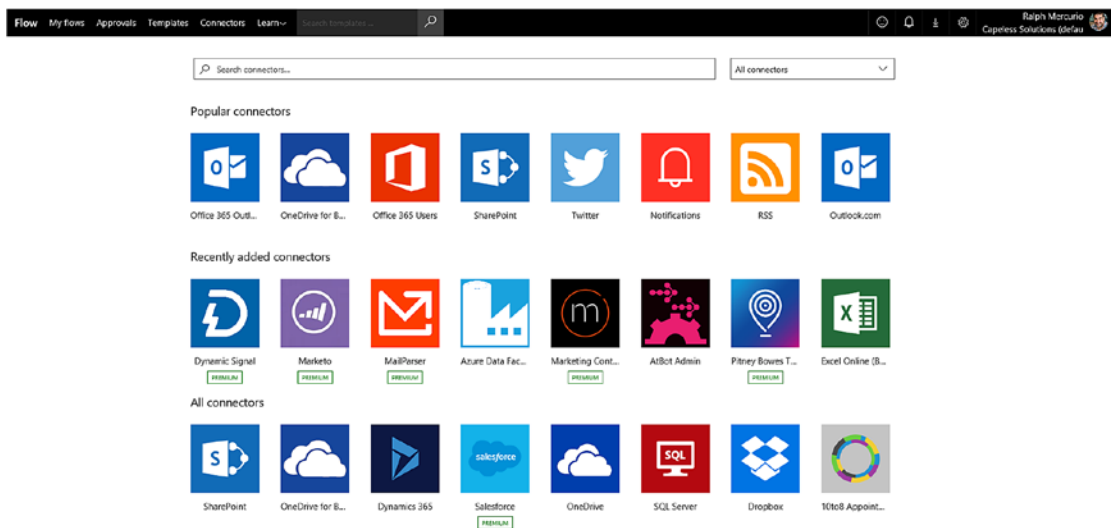 Flow My flows Approvals Templates Connectors Learn Search templates ... Ralph Mercurio
Capeless Solutions (defau
Search connectors... All connectors
Popular connectors
Office 365 Outl... OneDrive for B... Office 365 Users SharePoint Twitter Notifications RSS Outlook.com
Recently added connectors
Dynamic Signal Marketo MailParser Azure Data Fac... Marketing Cont... AtBot Admin Pitney Bowes T... Excel Online (B...
PREMIUM PREMIUM PREMIUM PREMIUM PREMIUM
All connectors
salesforce SQL
SharePoint OneDrive for B... Dynamics 365 Salesforce OneDrive SQL Server Dropbox 10to8 Appoint...
PREMIUM